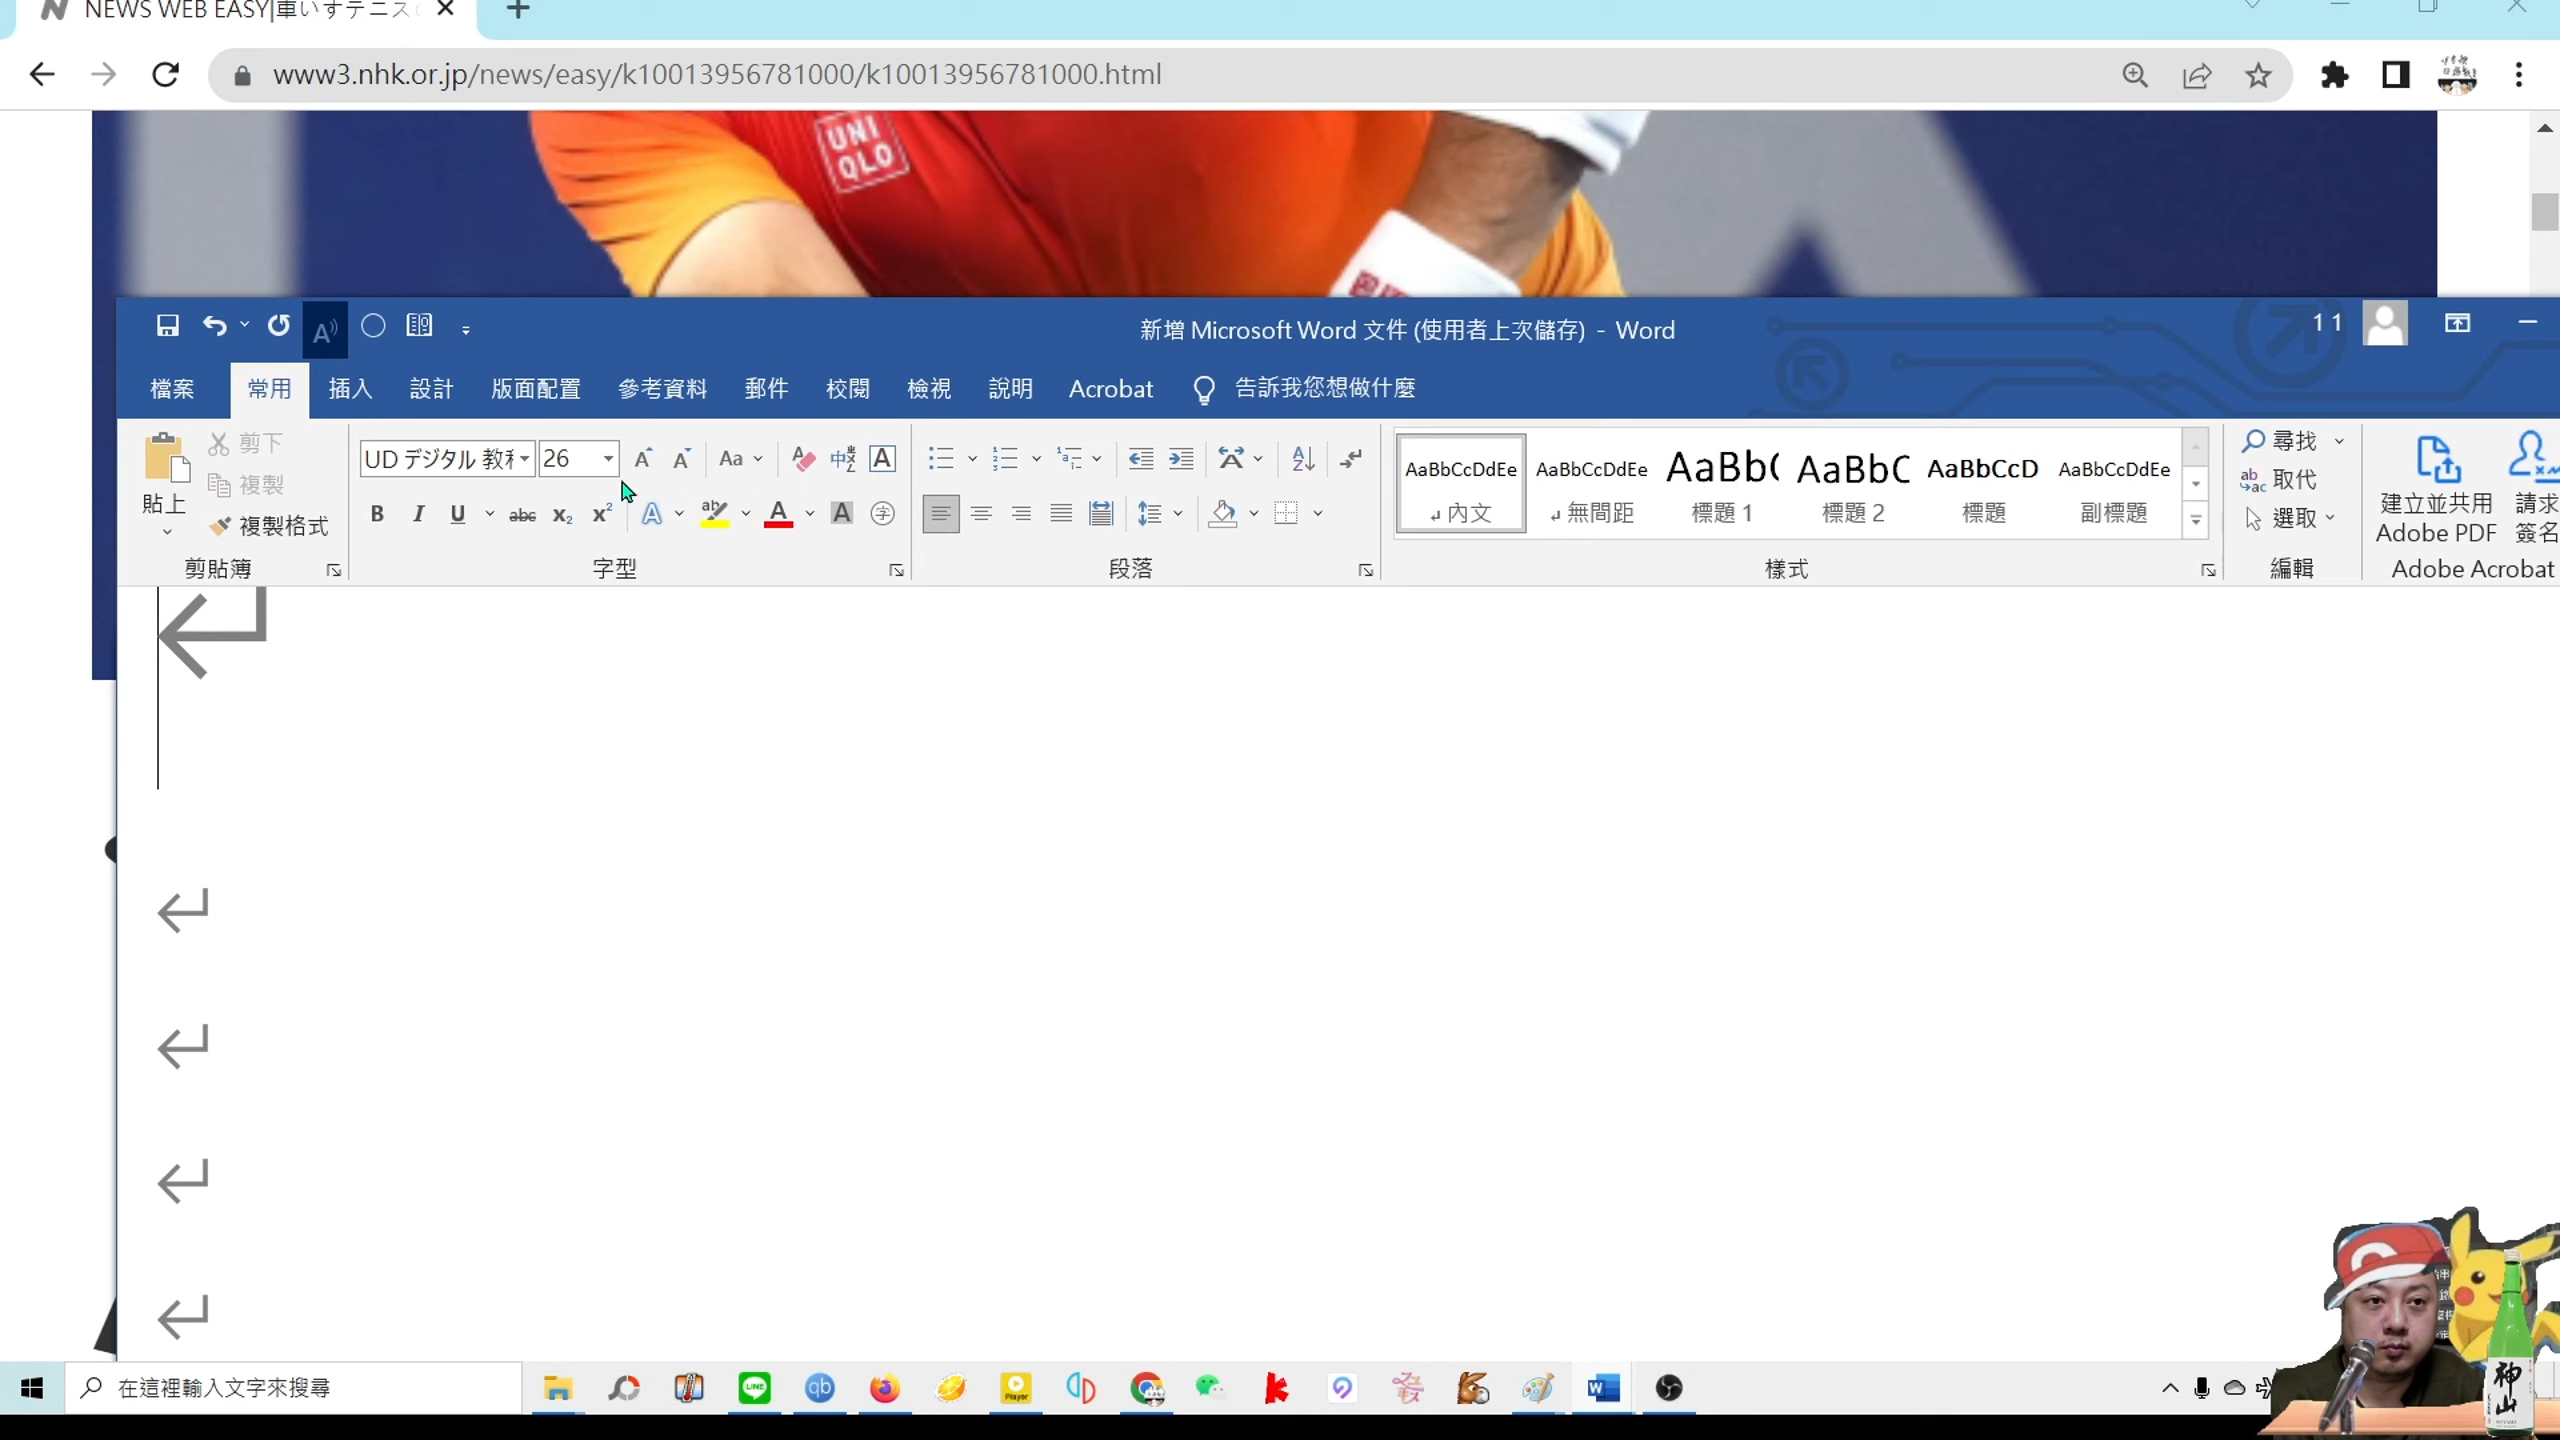 NEWS WEB EASY|車いすテニス
www3.nhk.or.jp/news/easy/k10013956781000/k10013956781000.html
UNI
QLO
新增 Microsoft Word 文件 (使用者上次儲存) - Word
1 1
檔案 常用 插入 設計 版面配置 參考資料 郵件 校閱 檢視 說明 Acrobat 告訴我您想做什麼
貼上
剪下
複製
複製格式
剪貼簿
UD デジタル 教 26
字型
段落
AaBbCcDdEe AaBbCcDdEe AaBb( AaBbC AaBbCcD AaBbCcDdEe
內文 無間距 標題 1 標題 2 標題 副標題
樣式
尋找
取代
選取
編輯
建立並共用
Adobe PDF
請求
簽名
Adobe Acrobat
在這裡輸入文字來搜尋
神
山